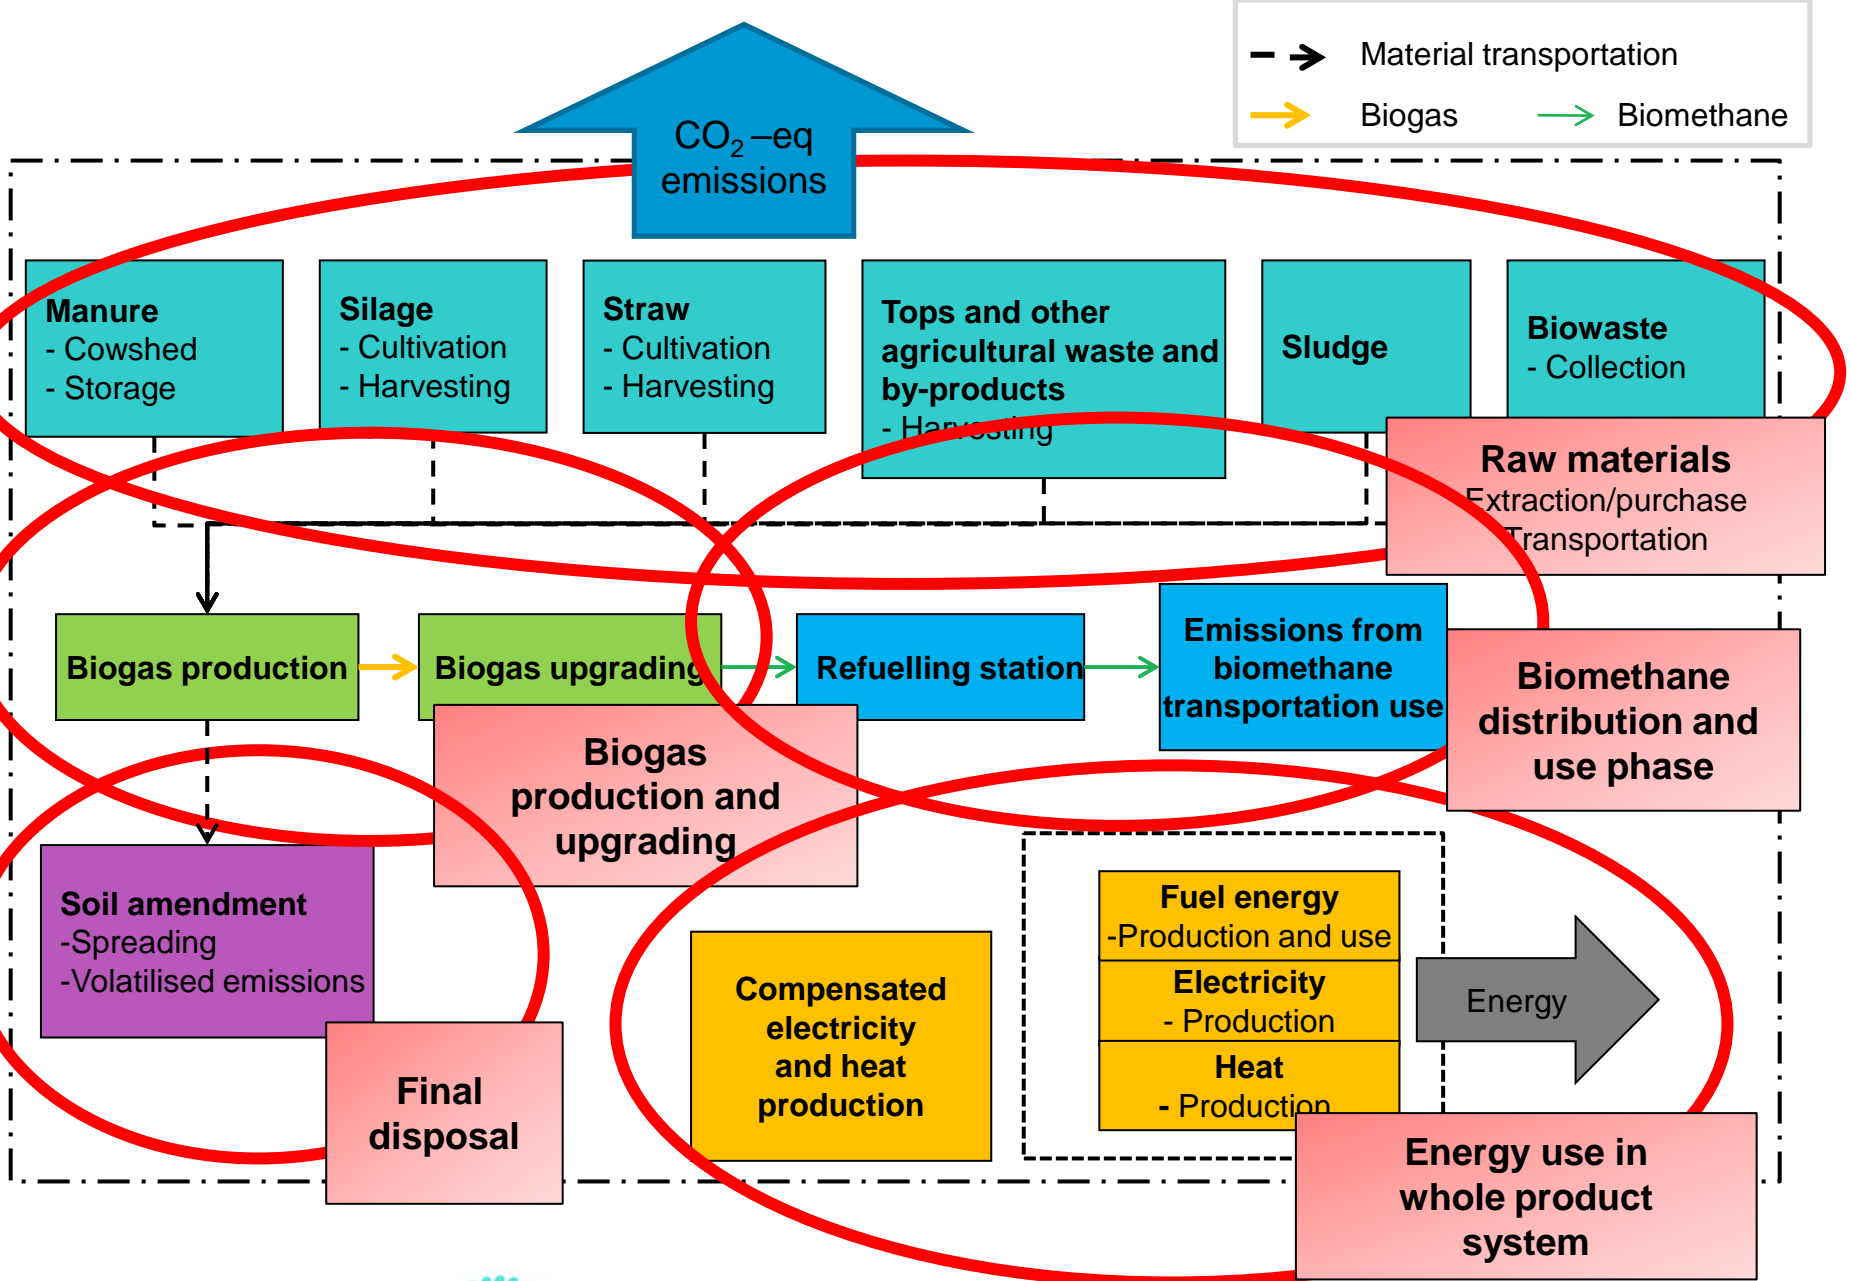 Material transportation
Biogas
Biomethane
CO₂ –eq
emissions
Manure
- Cowshed
- Storage
Silage
- Cultivation
- Harvesting
Straw
- Cultivation
- Harvesting
Tops and other
agricultural waste and
by-products
- Harvesting
Sludge
Biowaste
- Collection
Raw materials
Extraction/purchase
Transportation
Biogas production
Biogas upgrading
Refuelling station
Emissions from
biomethane
transportation use
Biomethane
distribution and
use phase
Biogas
production and
upgrading
Soil amendment
-Spreading
-Volatilised emissions
Final
disposal
Compensated
electricity
and heat
production
Fuel energy
-Production and use
Electricity
- Production
Heat
- Production
Energy
Energy use in
whole product
system